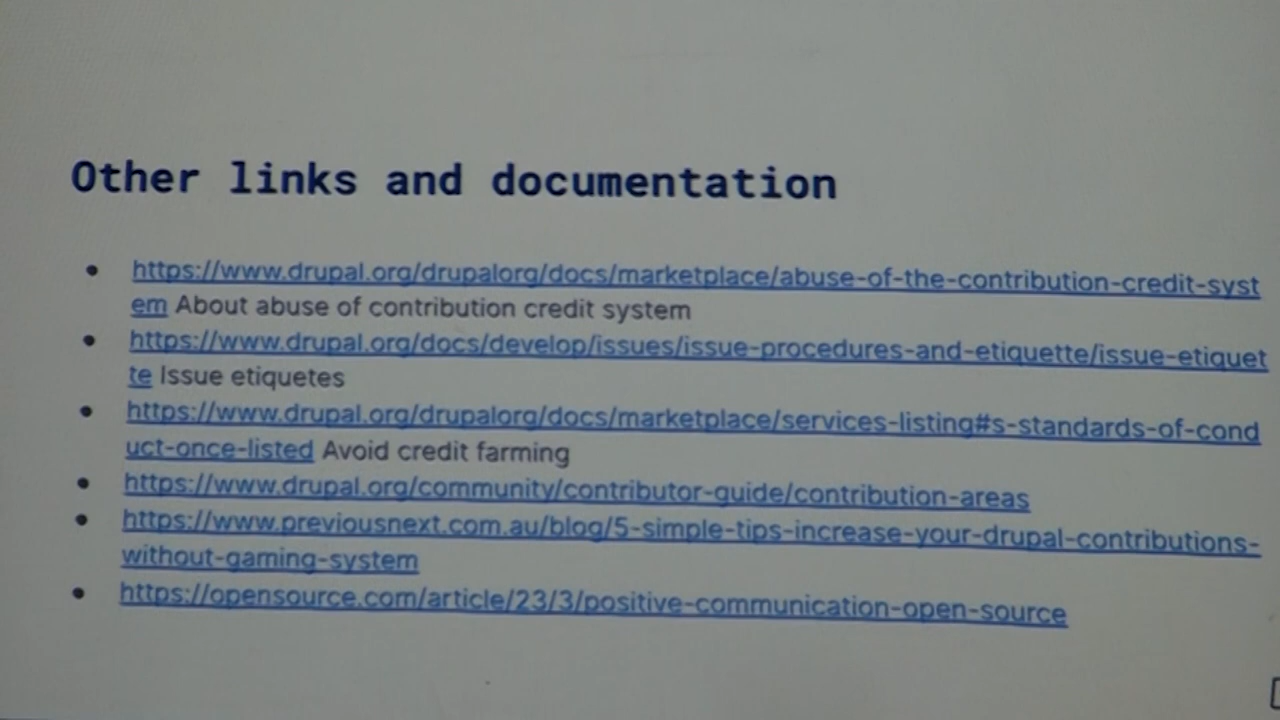 Other links and documentation
https://www.drupal.org/drupalorg/docs/marketplace/abuse-of-the-contribution-credit-syst
em About abuse of contribution credit system
https://www.drupal.org/docs/develop/issues/issue-procedures-and-etiquette/issue-etiquet
te Issue etiquetes
https://www.drupal.org/drupalorg/docs/marketplace/services-listing#s-standards-of-cond
uct-once-listed Avoid credit farming
https://www.drupal.org/community/contributor-guide/contribution-areas
https://www.previousnext.com.au/blog/5-simple-tips-increase-your-drupal-contributions-
without-gaming-system
https://opensource.com/article/23/3/positive-communication-open-source